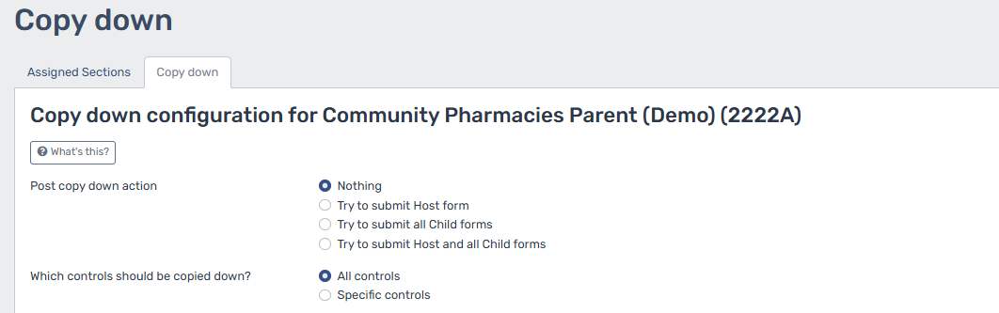 Copy down
Assigned Sections
Copy down
Copy down configuration for Community Pharmacies Parent (Demo) (2222A)
What's this?
Post copy down action
Nothing
Try to submit Host form
Try to submit all Child forms
Try to submit Host and all Child forms
Which controls should be copied down?
All controls
Specific controls